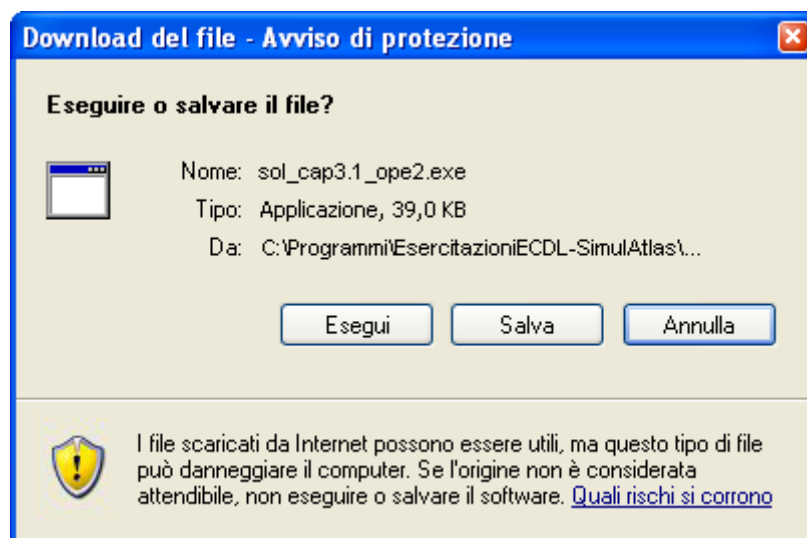 Download del file - Avviso di protezione
Eseguire o salvare il file?
Nome: sol_cap3.1_ope2.exe
Tipo: Applicazione, 39,0 KB
Da: C:\Programmi\EsercitazioniECDL-SimulAtlas\...
Esegui Salva Annulla
I file scaricati da Internet possono essere utili, ma questo tipo di file
può danneggiare il computer. Se l'origine non è considerata
attendibile, non eseguire o salvare il software. Quali rischi si corrono